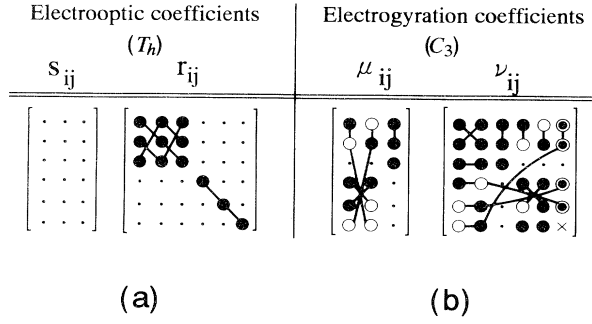 Electrooptic coefficients Electrogyration coefficients
(Th) (C3)
sij rij μij νij
(a) (b)